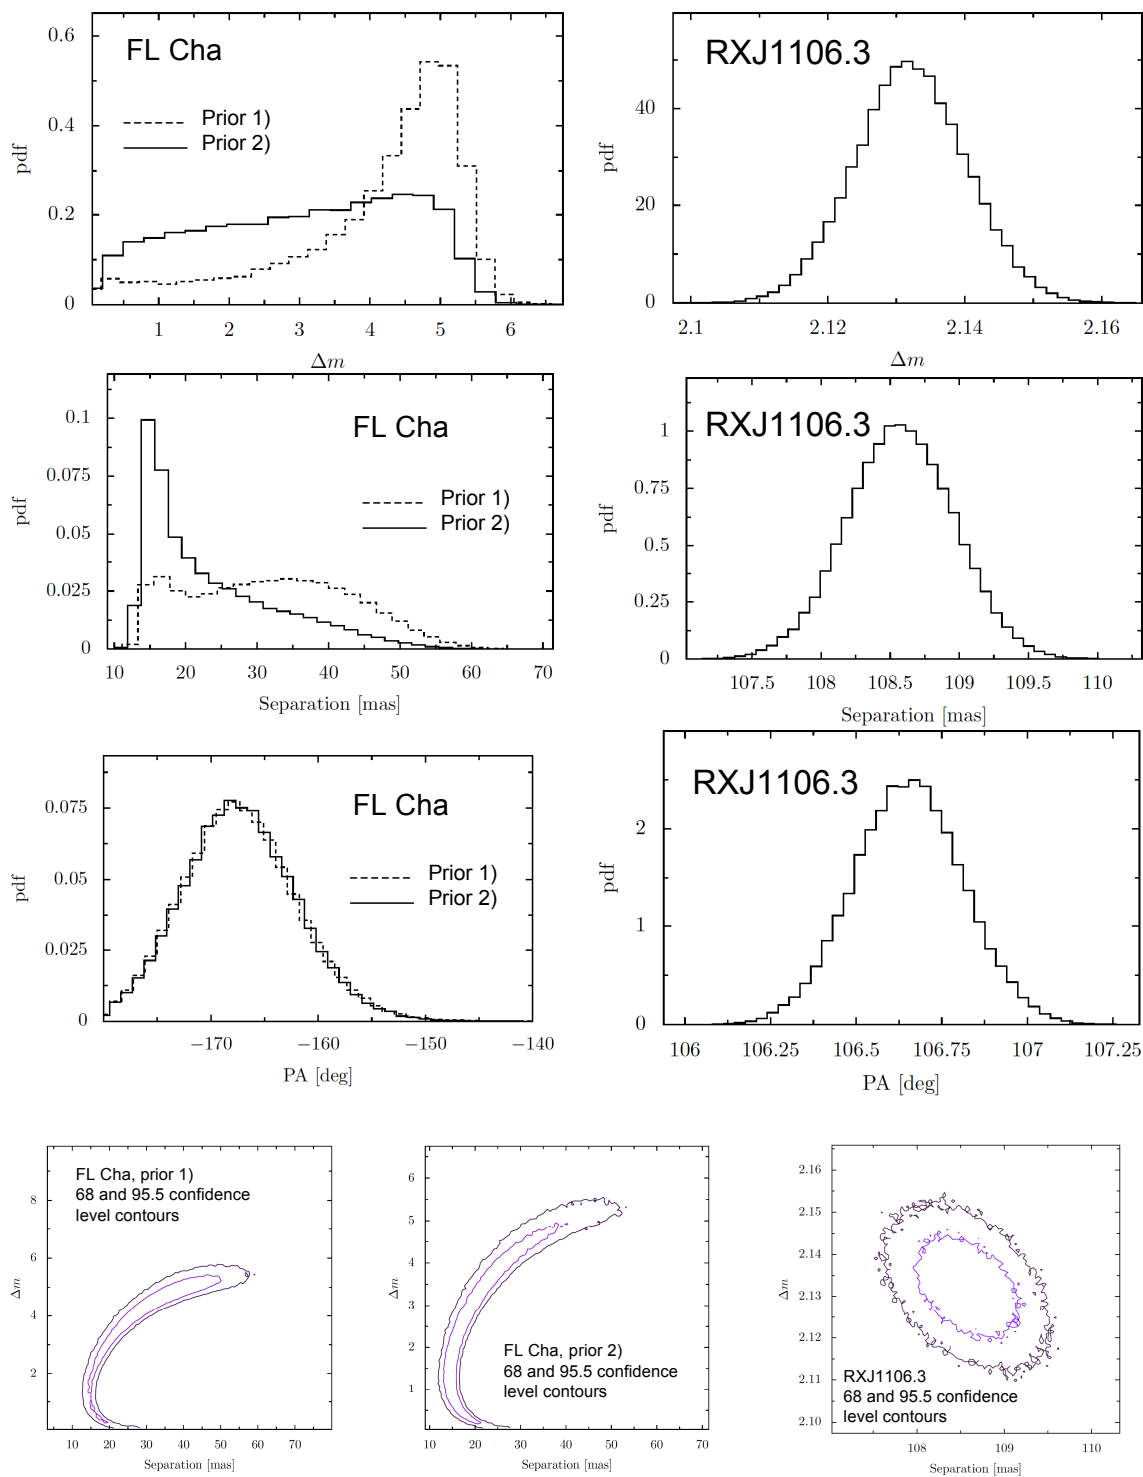 FL Cha
Prior 1)
Prior 2)
pdf
0.6
0.4
0.2
0
1 2 3 4 5 6
Δm
RXJ1106.3
pdf
40
20
0
2.1 2.12 2.14 2.16
Δm
FL Cha
Prior 1)
Prior 2)
pdf
0.1
0.075
0.05
0.025
0
10 20 30 40 50 60 70
Separation [mas]
RXJ1106.3
pdf
1
0.75
0.5
0.25
0
107.5 108 108.5 109 109.5 110
Separation [mas]
FL Cha
Prior 1)
Prior 2)
pdf
0.075
0.05
0.025
0
−170 −160 −150 −140
PA [deg]
RXJ1106.3
pdf
2
1
0
106 106.25 106.5 106.75 107 107.25
PA [deg]
FL Cha, prior 1)
68 and 95.5 confidence
level contours
Δm
8
6
4
2
10 20 30 40 50 60 70
Separation [mas]
FL Cha, prior 2)
68 and 95.5 confidence
level contours
Δm
6
5
4
3
2
1
10 20 30 40 50 60 70
Separation [mas]
RXJ1106.3
68 and 95.5 confidence
level contours
Δm
2.16
2.15
2.14
2.13
2.12
2.11
2.10
108 109 110
Separation [mas]